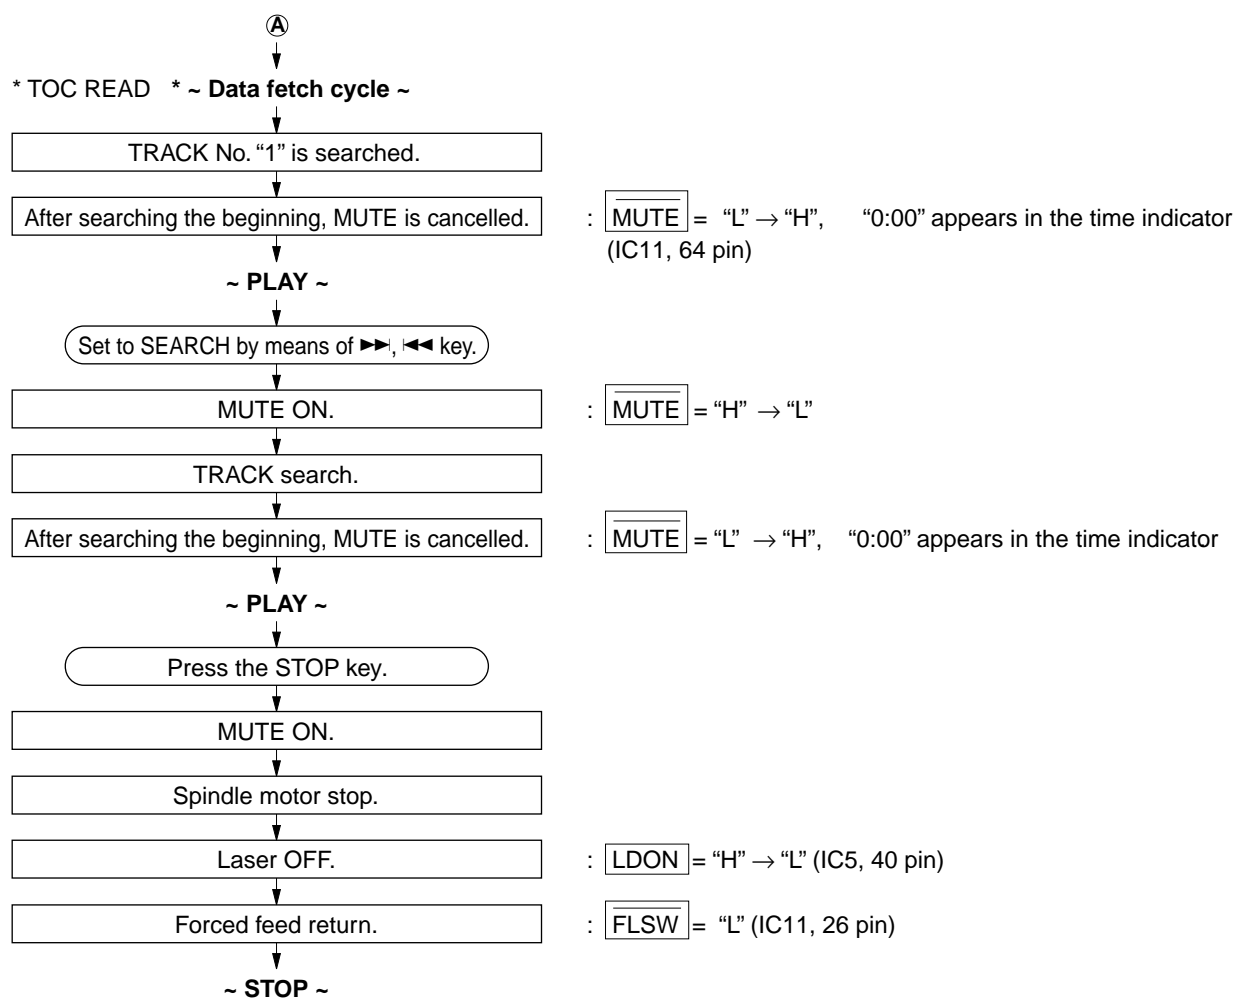 A
* TOC READ * ~ Data fetch cycle ~
TRACK No. “1” is searched.
After searching the beginning, MUTE is cancelled. : MUTE = “L” → “H”, “0:00” appears in the time indicator
(IC11, 64 pin)
~ PLAY ~
Set to SEARCH by means of ►►|, |◄◄ key.
MUTE ON. : MUTE = “H” → “L”
TRACK search.
After searching the beginning, MUTE is cancelled. : MUTE = “L” → “H”, “0:00” appears in the time indicator
~ PLAY ~
Press the STOP key.
MUTE ON.
Spindle motor stop.
Laser OFF. : LDON = “H” → “L” (IC5, 40 pin)
Forced feed return. : FLSW = “L” (IC11, 26 pin)
~ STOP ~